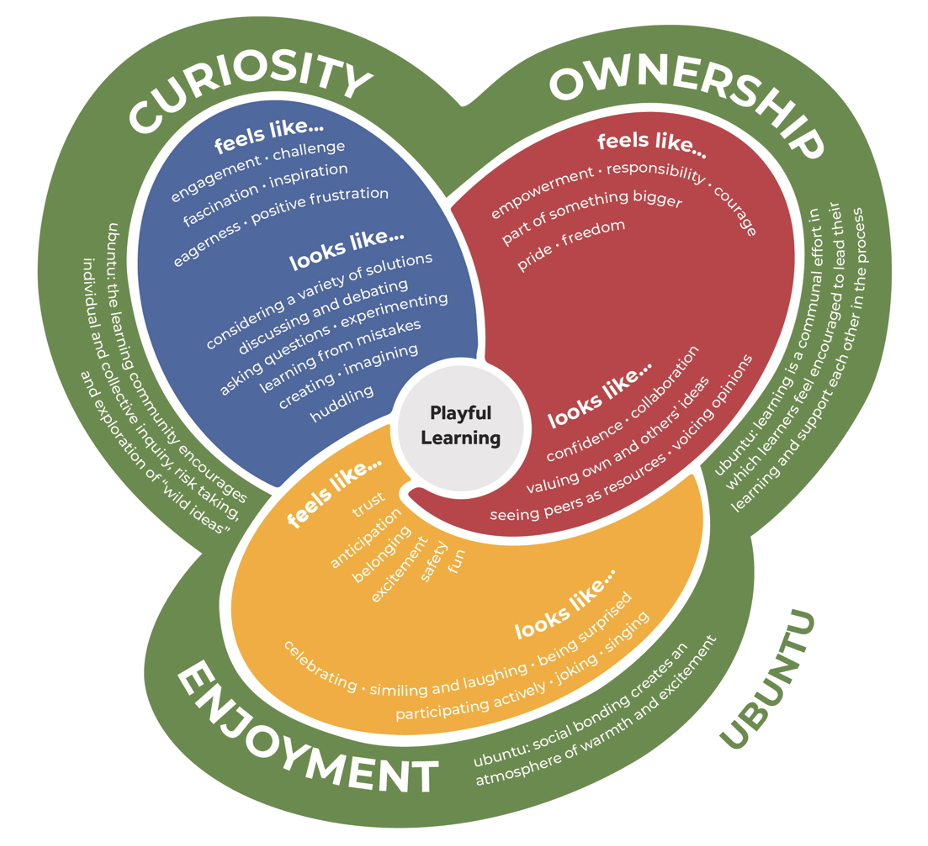 CURIOSITY
feels like...
engagement • challenge
fascination • inspiration
eagerness • positive frustration
looks like...
considering a variety of solutions
discussing and debating
asking questions • experimenting
learning from mistakes
creating • imagining
huddling
ubuntu: the learning community encourages
individual and collective inquiry, risk taking,
and exploration of “wild ideas”
OWNERSHIP
feels like...
empowerment • responsibility • courage
part of something bigger
pride • freedom
looks like...
confidence • collaboration
valuing own and others’ ideas
seeing peers as resources • voicing opinions
ubuntu: learning is a communal effort in
which learners feel encouraged to lead their
learning and support each other in the process
Playful
Learning
ENJOYMENT
feels like...
trust
anticipation
belonging
excitement
safety
fun
looks like...
celebrating • similing and laughing • being surprised
participating actively • joking • singing
ubuntu: social bonding creates an
atmosphere of warmth and excitement
UBUNTU